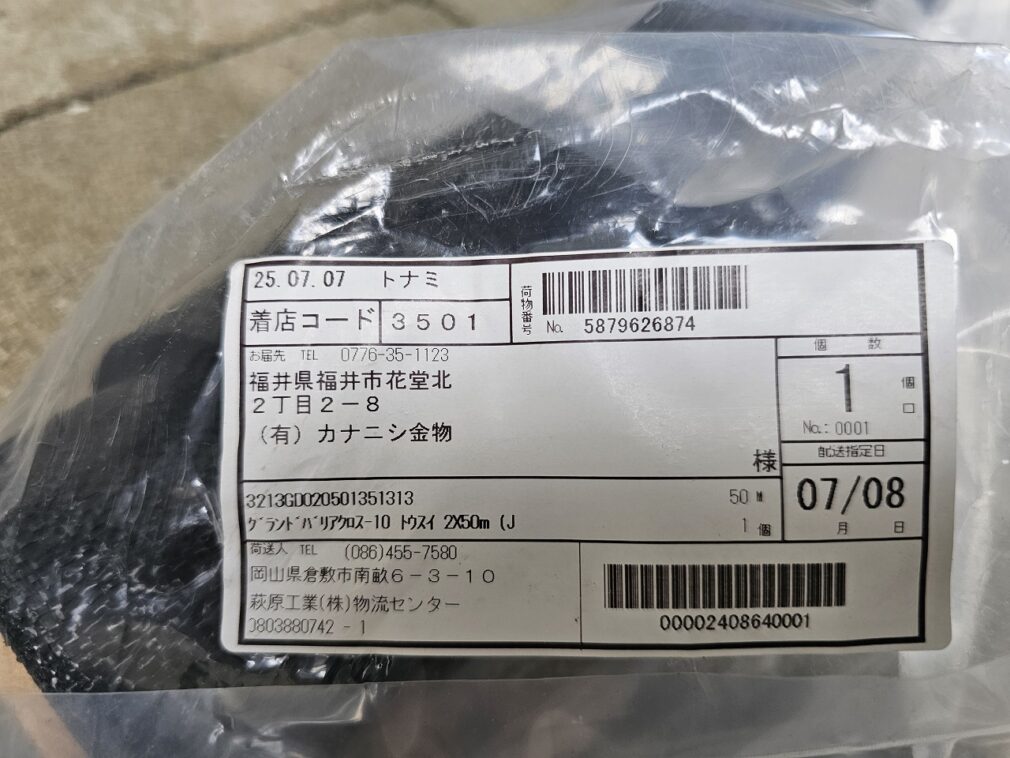 25.07.07 トナミ
着店コード 3501
荷物番号 No. 5879626874
お届先 TEL 0776-35-1123
福井県福井市花堂北
2丁目2-8
(有) カナニシ金物
様
個 数
1 個口
No.: 0001
配送指定日
07/08
月 日
3213GD020501351313 50 M
グランドバリアクロス-10 トウスイ 2X50m (J 1 個
荷送人 TEL (086)455-7580
岡山県倉敷市南畝6-3-10
萩原工業(株)物流センター
0803880742 - 1
00002408640001